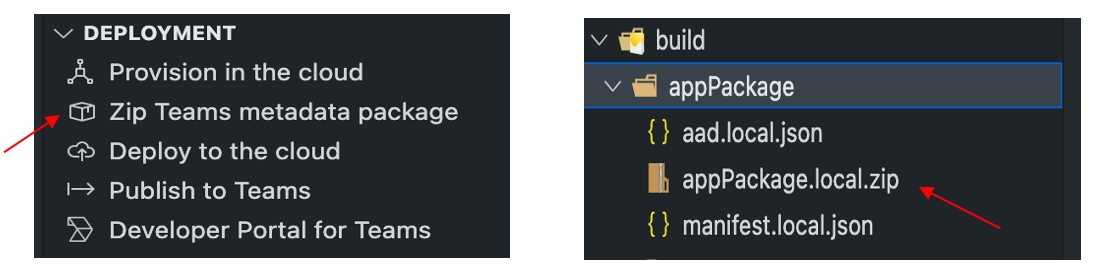 DEPLOYMENT
Provision in the cloud
Zip Teams metadata package
Deploy to the cloud
Publish to Teams
Developer Portal for Teams
build
appPackage
{ } aad.local.json
appPackage.local.zip
{ } manifest.local.json